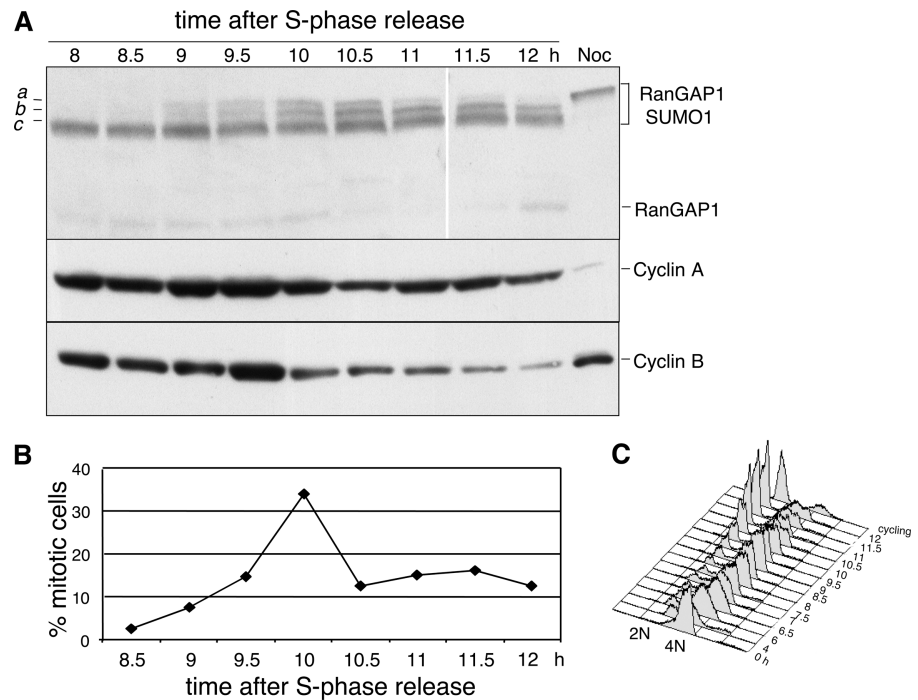 A
time after S-phase release
8 8.5 9 9.5 10 10.5 11 11.5 12 h Noc
a
b
c
RanGAP1
SUMO1
RanGAP1
Cyclin A
Cyclin B
B
% mitotic cells
40
30
20
10
0
8.5 9 9.5 10 10.5 11 11.5 12 h
time after S-phase release
C
2N
4N
0 h
4
6
6.5
7
7.5
8
8.5
9
9.5
10
10.5
11
11.5
12
cycling